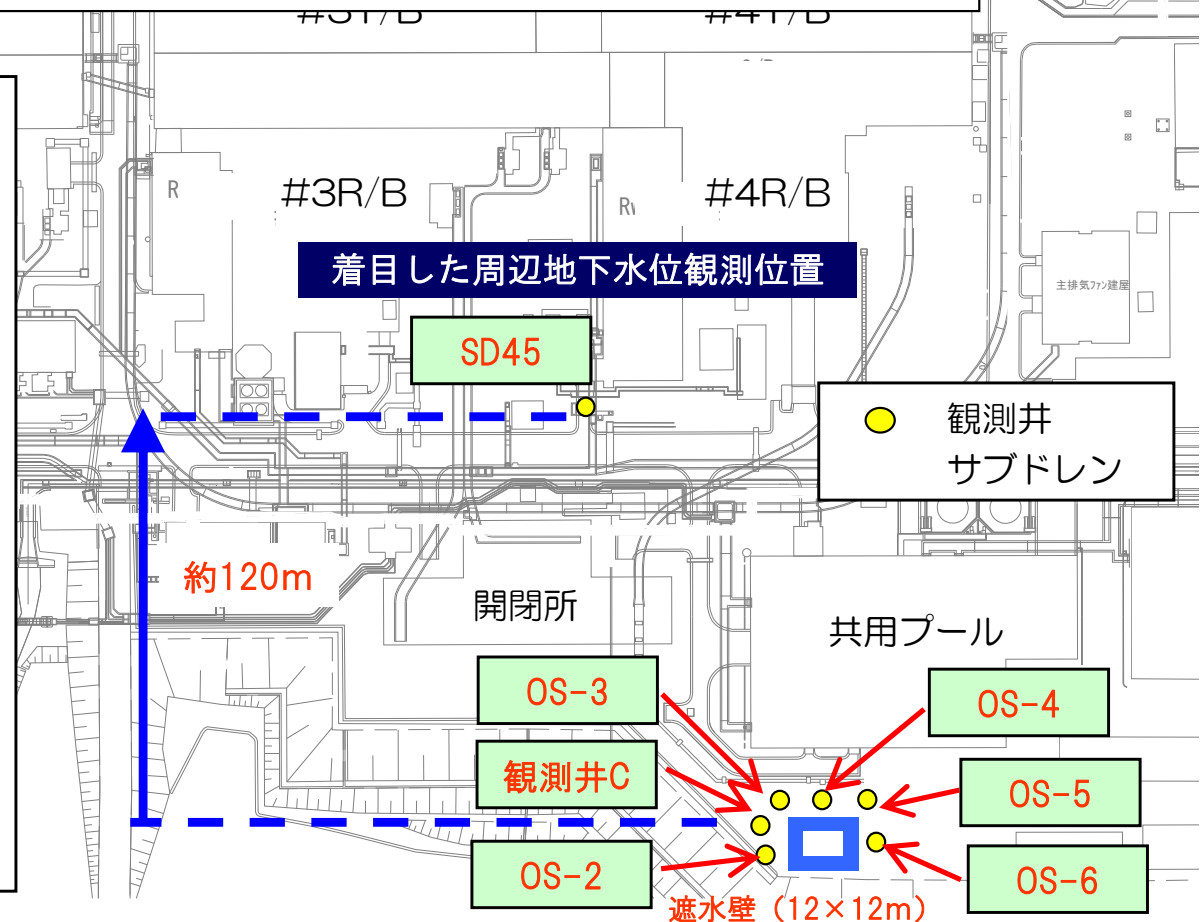 #3T/B
#4T/B
R
#3R/B
#4R/B
着目した周辺地下水位観測位置
主排気ファン建屋
SD45
観測井
サブドレン
約120m
開閉所
共用プール
OS-3
OS-4
観測井C
OS-5
OS-2
OS-6
遮水壁（12×12m）